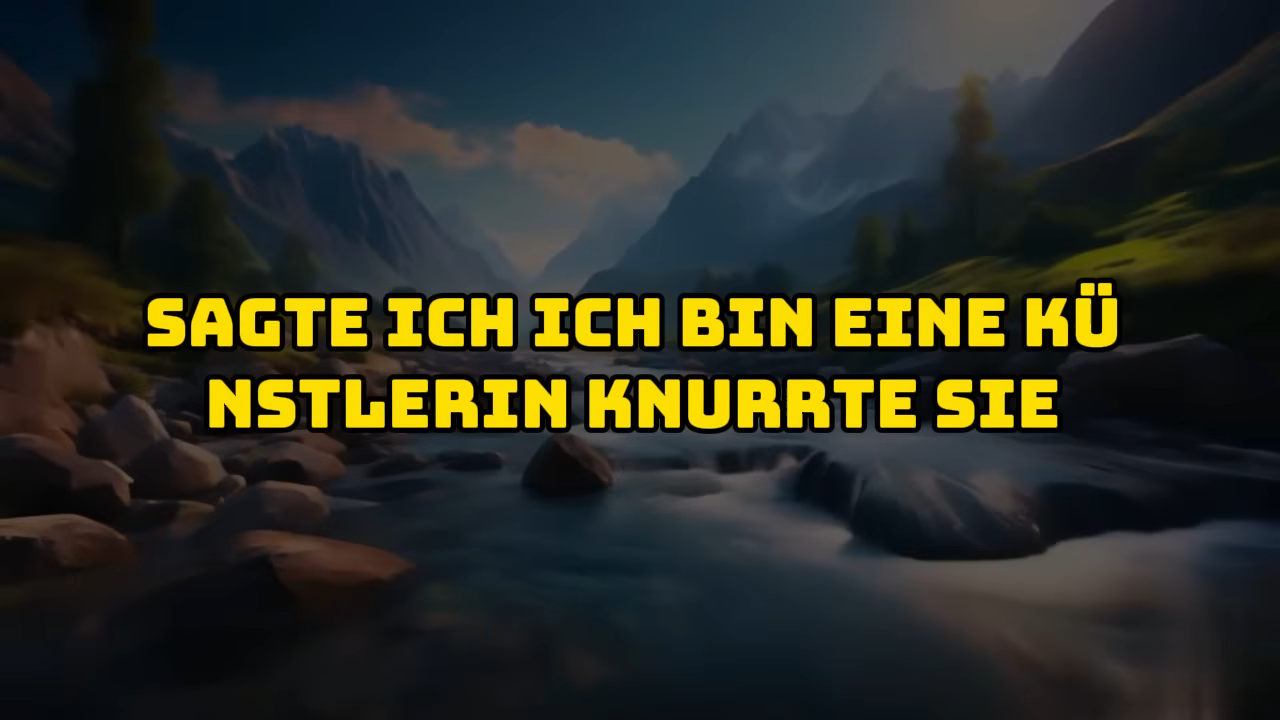 SAGTE ICH ICH BIN EINE KÜ
NSTLERIN KNURRTE SIE